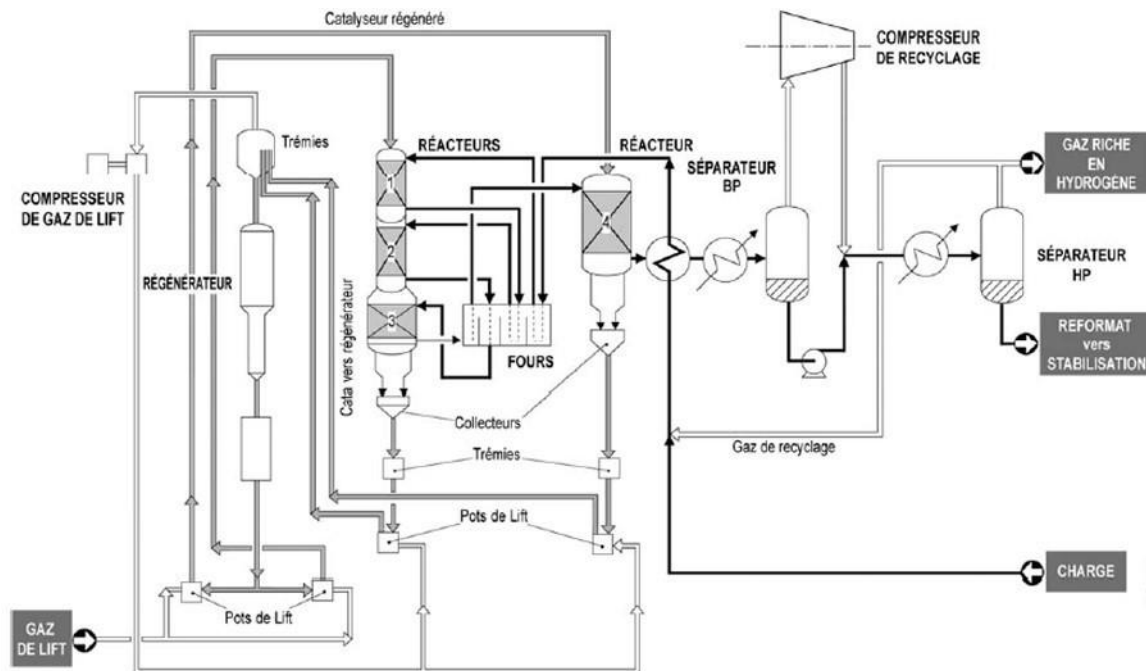 Catalyseur régénéré
COMPRESSEUR
DE RECYCLAGE
Trémies
RÉACTEURS
RÉACTEUR
SÉPARATEUR
BP
GAZ RICHE
EN
HYDROGÈNE
COMPRESSEUR
DE GAZ DE LIFT
1
2
3
4
RÉGÉNÉRATEUR
SÉPARATEUR
HP
Cata vers régénérateur
FOURS
REFORMAT
vers
STABILISATION
Collecteurs
Gaz de recyclage
Trémies
Pots de Lift
CHARGE
Pots de Lift
GAZ
DE LIFT